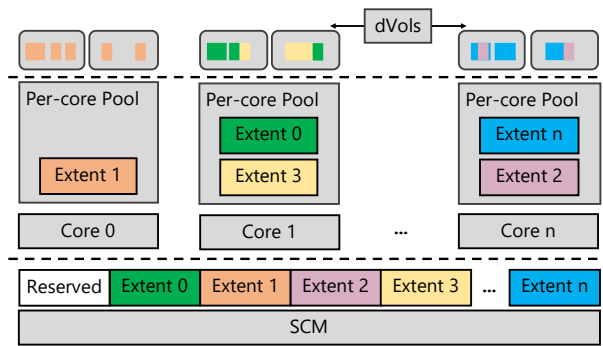 dVols
Per-core Pool
Per-core Pool
Per-core Pool
Extent 0
Extent n
Extent 1
Extent 3
Extent 2
Core 0
Core 1
...
Core n
Reserved
Extent 0
Extent 1
Extent 2
Extent 3
...
Extent n
SCM